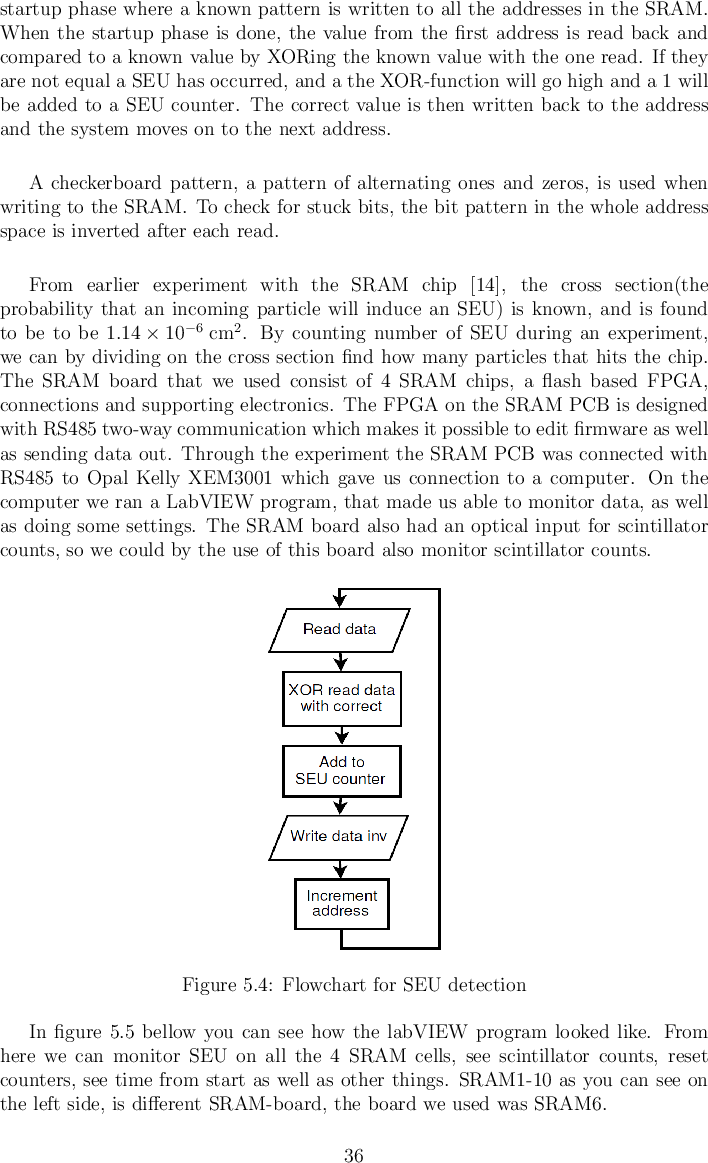 startup phase where a known pattern is written to all the addresses in the SRAM.
When the startup phase is done, the value from the first address is read back and
compared to a known value by XORing the known value with the one read. If they
are not equal a SEU has occurred, and a the XOR-function will go high and a 1 will
be added to a SEU counter. The correct value is then written back to the address
and the system moves on to the next address.
A checkerboard pattern, a pattern of alternating ones and zeros, is used when
writing to the SRAM. To check for stuck bits, the bit pattern in the whole address
space is inverted after each read.
From earlier experiment with the SRAM chip [14], the cross section(the
probability that an incoming particle will induce an SEU) is known, and is found
to be to be 1.14 × 10⁻⁶ cm². By counting number of SEU during an experiment,
we can by dividing on the cross section find how many particles that hits the chip.
The SRAM board that we used consist of 4 SRAM chips, a flash based FPGA,
connections and supporting electronics. The FPGA on the SRAM PCB is designed
with RS485 two-way communication which makes it possible to edit firmware as well
as sending data out. Through the experiment the SRAM PCB was connected with
RS485 to Opal Kelly XEM3001 which gave us connection to a computer. On the
computer we ran a LabVIEW program, that made us able to monitor data, as well
as doing some settings. The SRAM board also had an optical input for scintillator
counts, so we could by the use of this board also monitor scintillator counts.
Read data
XOR read data
with correct
Add to
SEU counter
Write data inv
Increment
address
Figure 5.4: Flowchart for SEU detection
In figure 5.5 bellow you can see how the labVIEW program looked like. From
here we can monitor SEU on all the 4 SRAM cells, see scintillator counts, reset
counters, see time from start as well as other things. SRAM1-10 as you can see on
the left side, is different SRAM-board, the board we used was SRAM6.
36